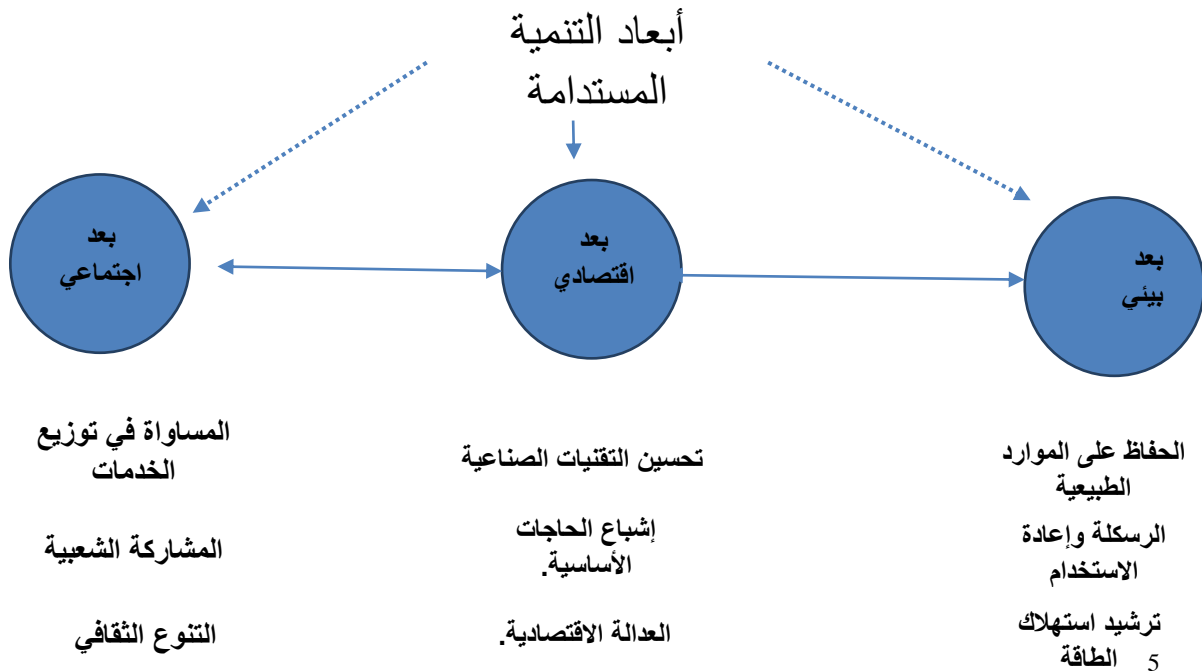 أبعاد التنمية
المستدامة
بعد
بيئي
بعد
اقتصادي
بعد
اجتماعي
الحفاظ على الموارد
الطبيعية
الرسكلة وإعادة
الاستخدام
ترشيد استهلاك
الطاقة
تحسين التقنيات الصناعية
إشباع الحاجات
الأساسية.
العدالة الاقتصادية.
المساواة في توزيع
الخدمات
المشاركة الشعبية
التنوع الثقافي
5